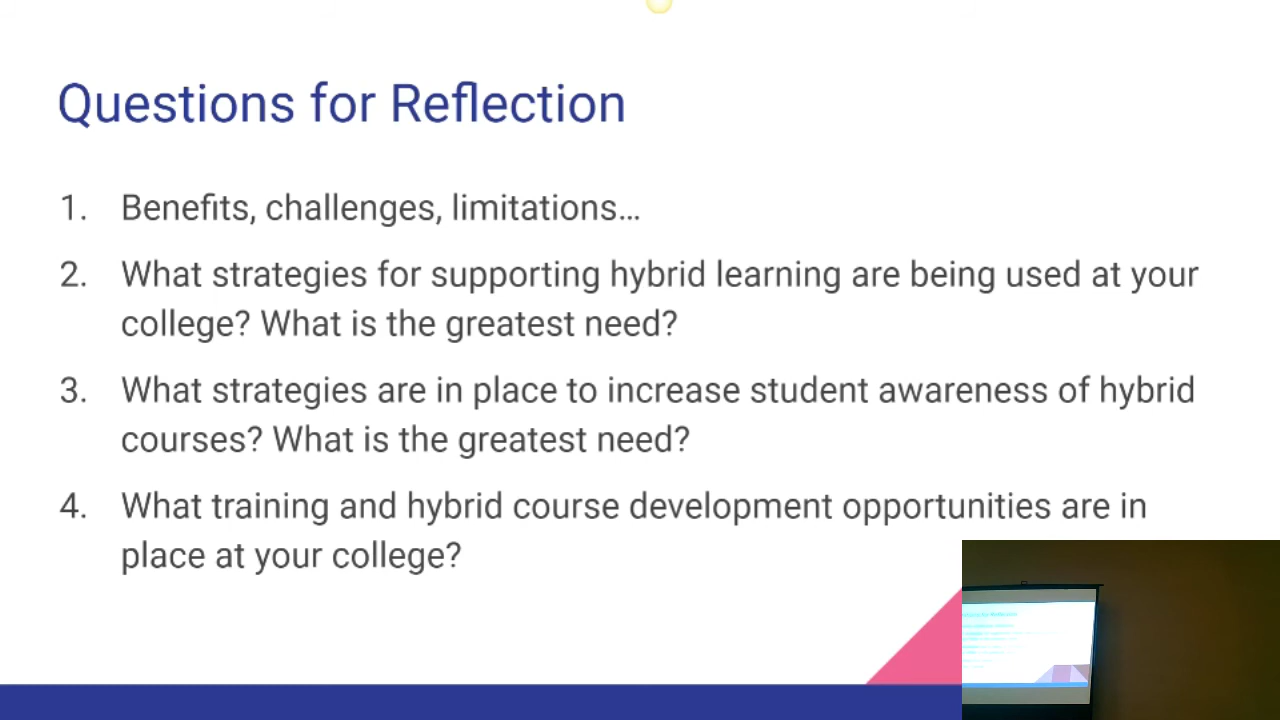 Questions for Reflection
1. Benefits, challenges, limitations…
2. What strategies for supporting hybrid learning are being used at your
college? What is the greatest need?
3. What strategies are in place to increase student awareness of hybrid
courses? What is the greatest need?
4. What training and hybrid course development opportunities are in
place at your college?